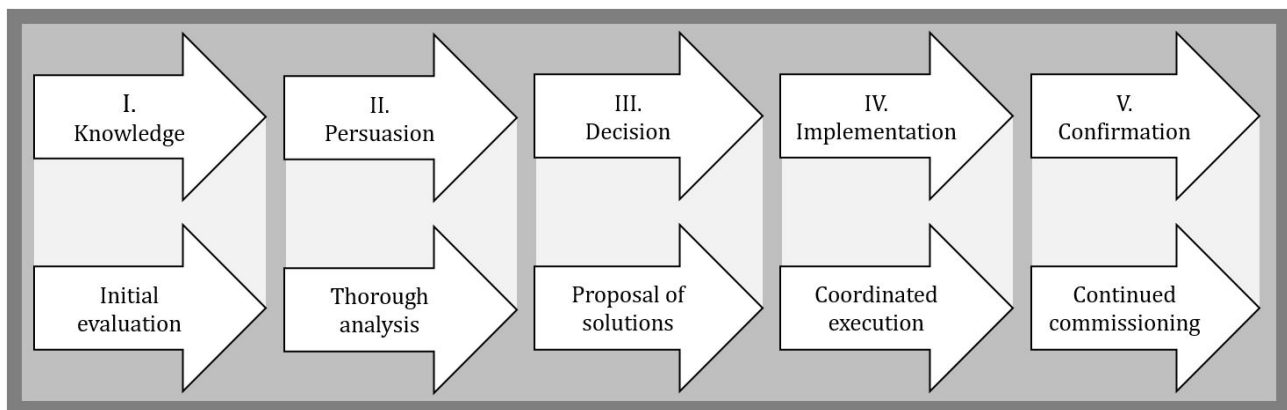 I.
Knowledge
II.
Persuasion
III.
Decision
IV.
Implementation
V.
Confirmation
Initial
evaluation
Thorough
analysis
Proposal of
solutions
Coordinated
execution
Continued
commissioning